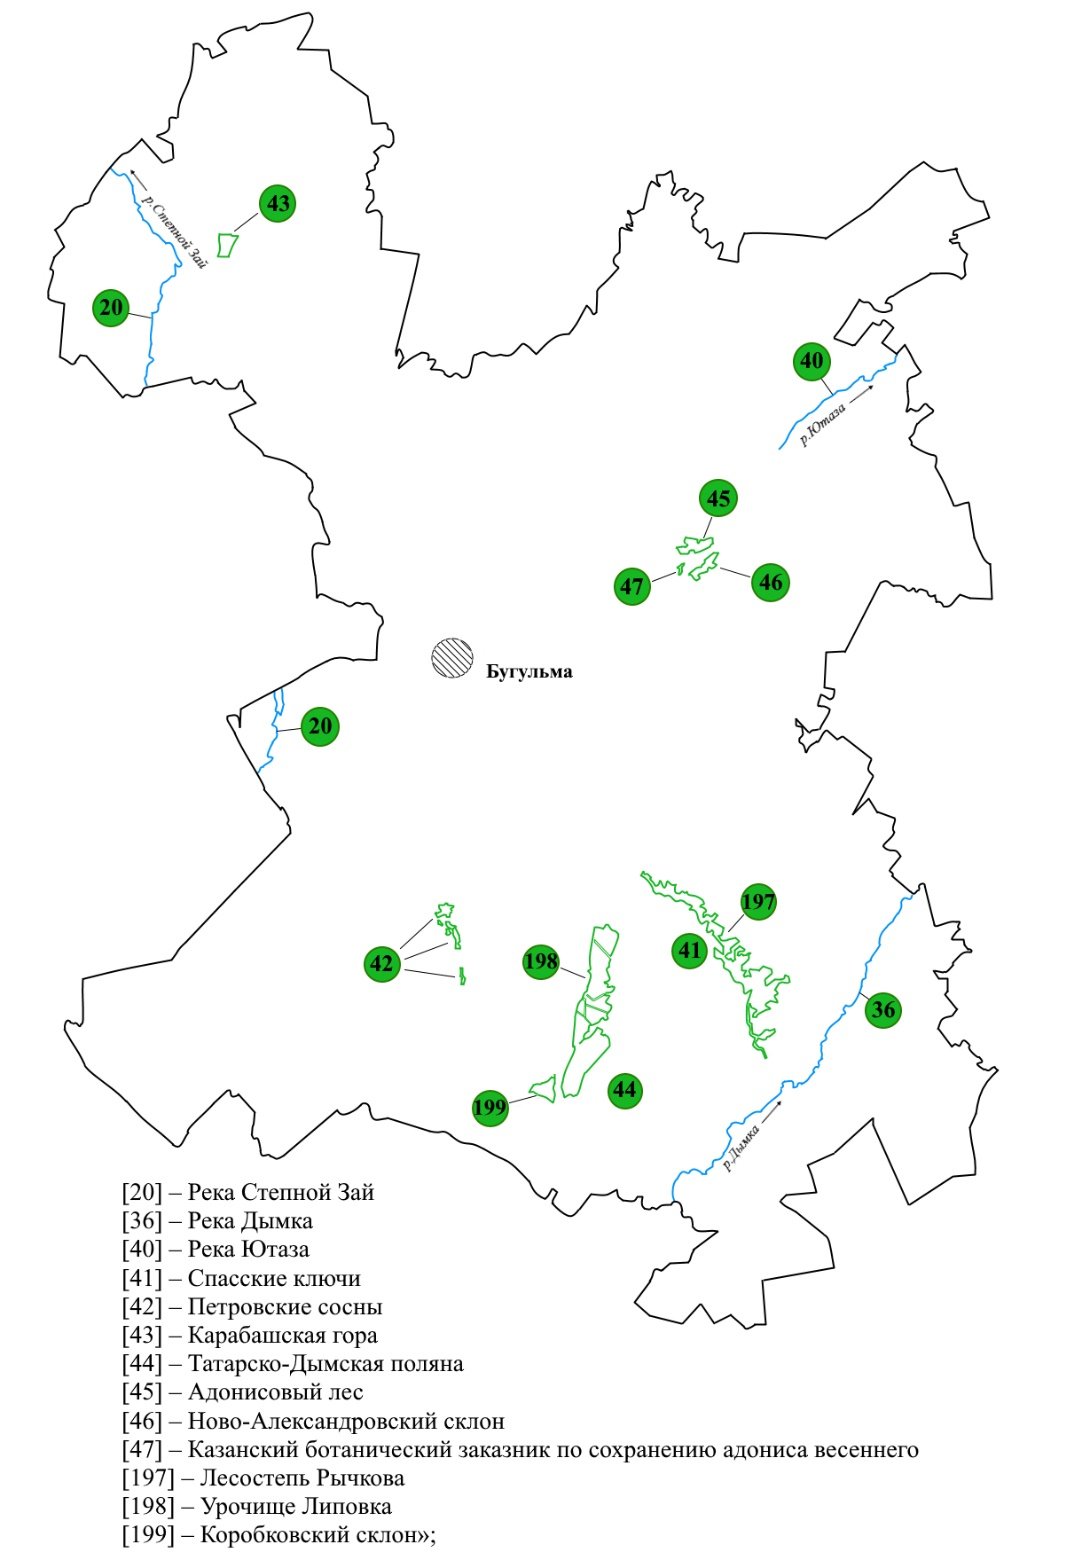 43
р.Степной Зай
20
40
р.Ютаза
45
47
46
Бугульма
20
197
41
42
198
36
44
199
р.Дымка
[20] – Река Степной Зай
[36] – Река Дымка
[40] – Река Ютаза
[41] – Спасские ключи
[42] – Петровские сосны
[43] – Карабашская гора
[44] – Татарско-Дымская поляна
[45] – Адонисовый лес
[46] – Ново-Александровский склон
[47] – Казанский ботанический заказник по сохранению адониса весеннего
[197] – Лесостепь Рычкова
[198] – Урочище Липовка
[199] – Коробковский склон»;